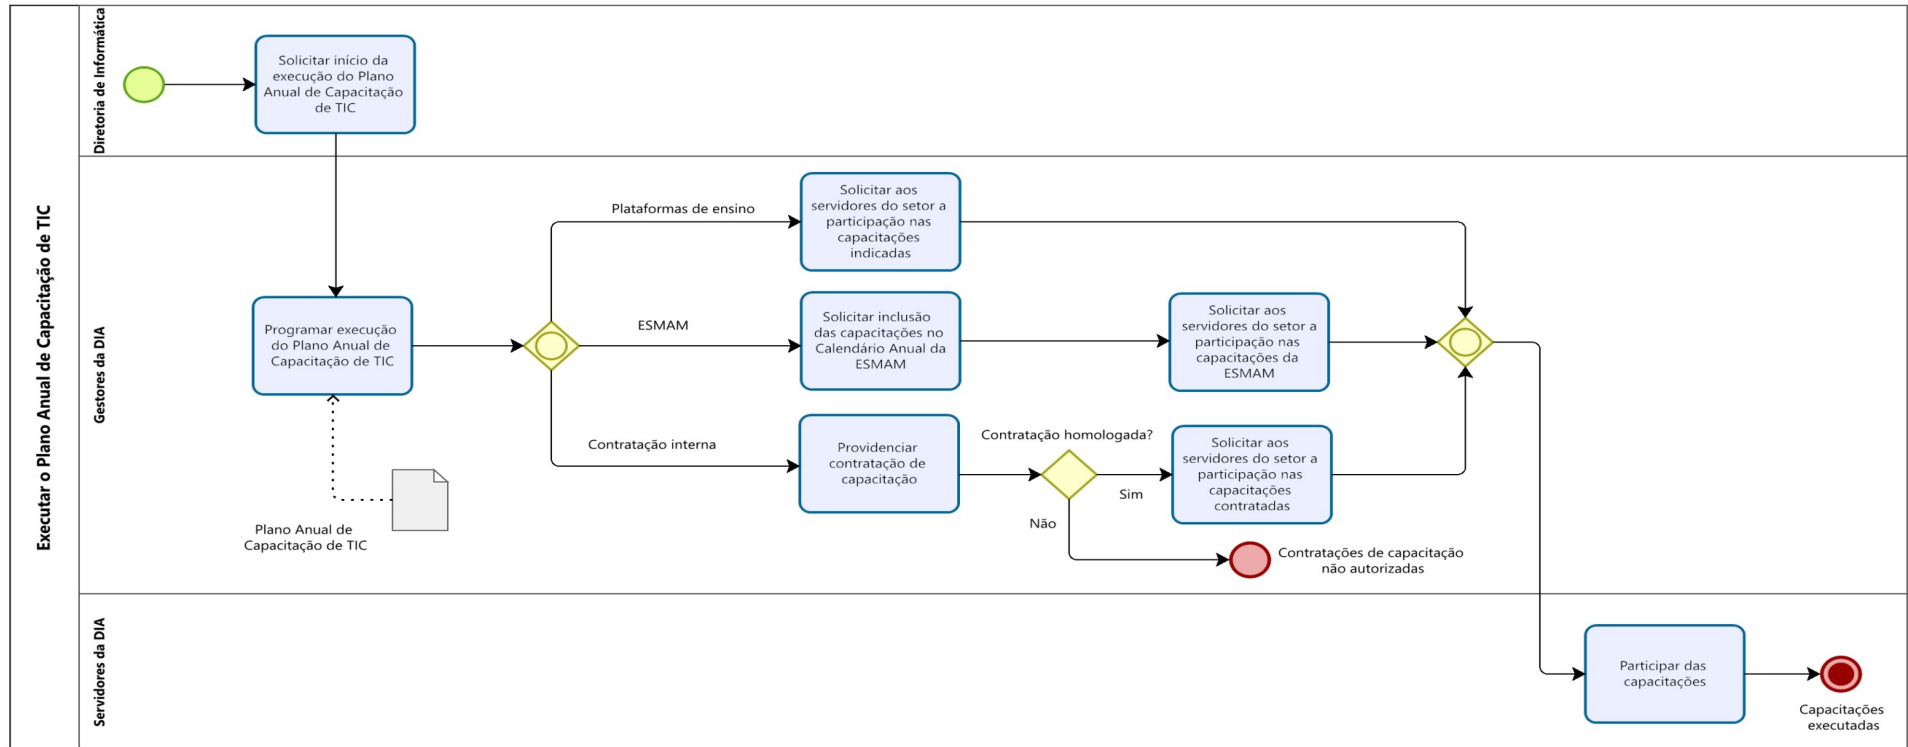 Executar o Plano Anual de Capacitação de TIC
Diretoria de Informática
Solicitar início da
execução do Plano
Anual de Capacitação
de TIC
Gestores da DIA
Programar execução
do Plano Anual de
Capacitação de TIC
Plano Anual de
Capacitação de TIC
Plataformas de ensino
Solicitar aos
servidores do setor a
participação nas
capacitações
indicadas
ESMAM
Solicitar inclusão
das capacitações no
Calendário Anual da
ESMAM
Solicitar aos
servidores do setor a
participação nas
capacitações da
ESMAM
Contratação interna
Providenciar
contratação de
capacitação
Contratação homologada?
Sim
Não
Solicitar aos
servidores do setor a
participação nas
capacitações
contratadas
Contratações de capacitação
não autorizadas
Servidores da DIA
Participar das
capacitações
Capacitações
executadas